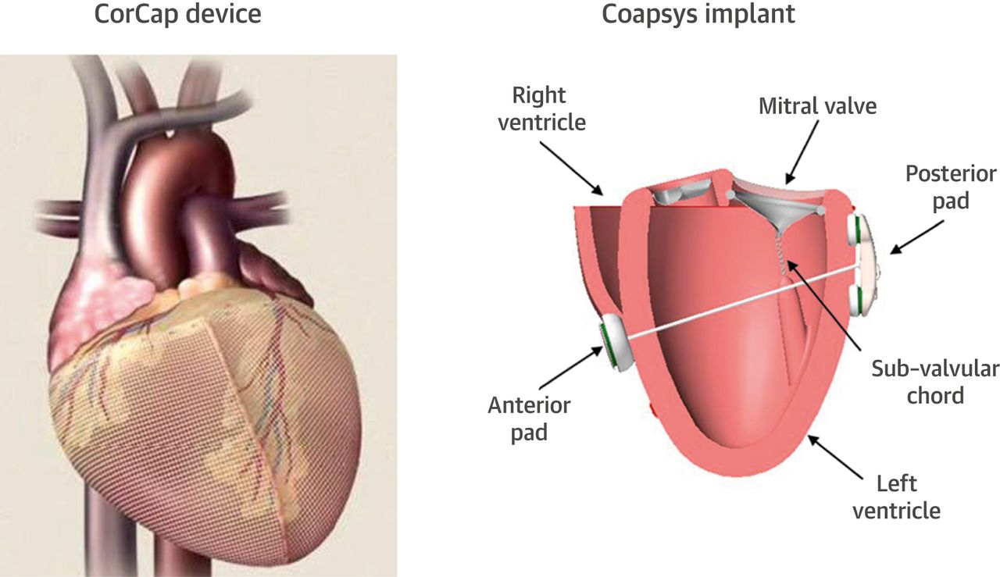 CorCap device
Coapsys implant
Right
ventricle
Mitral valve
Posterior
pad
Anterior
pad
Sub-valvular
chord
Left
ventricle